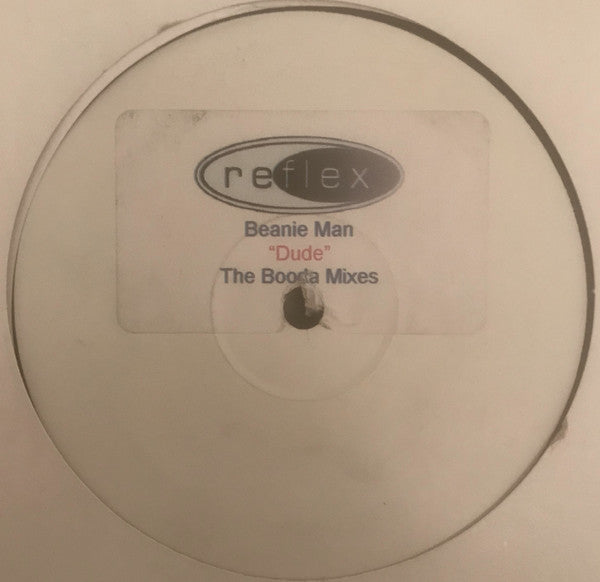 reflex
Beanie Man
“Dude”
The Booda Mixes